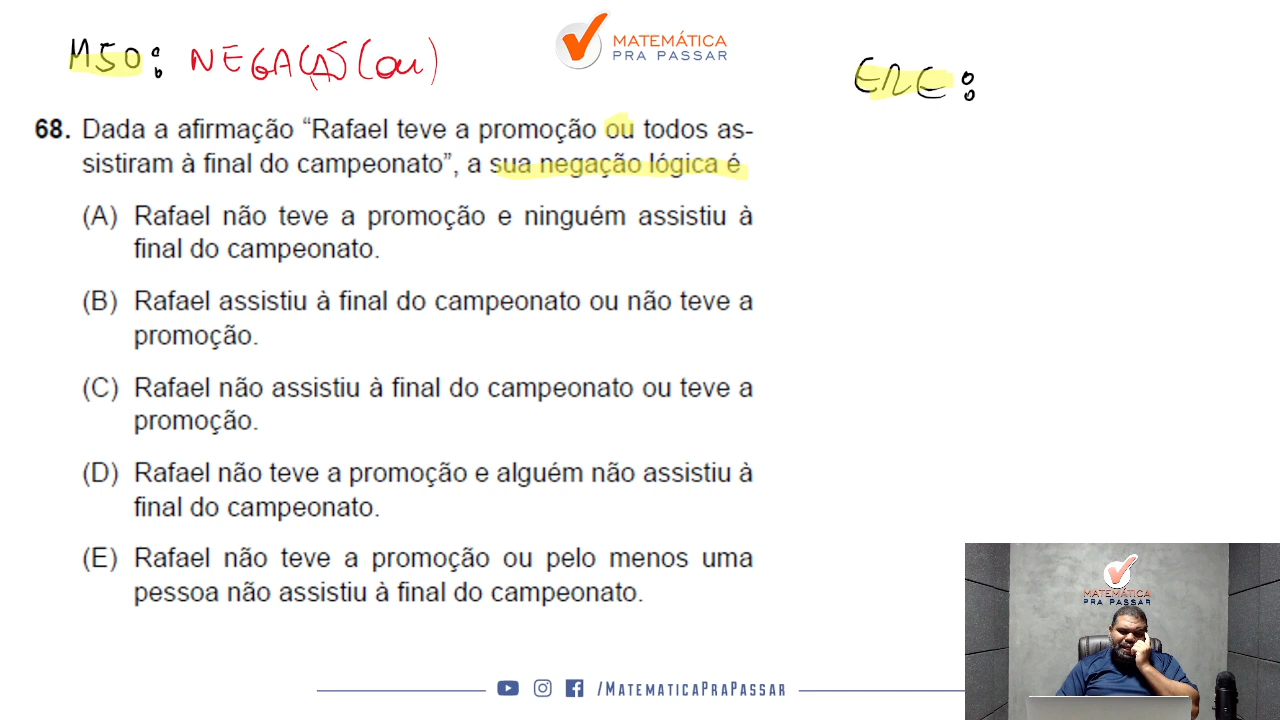 M50: NEGAÇÃO (ou)
MATEMÁTICA
PRA PASSAR
68. Dada a afirmação “Rafael teve a promoção ou todos as-
sistiram à final do campeonato”, a sua negação lógica é
(A) Rafael não teve a promoção e ninguém assistiu à
final do campeonato.
(B) Rafael assistiu à final do campeonato ou não teve a
promoção.
(C) Rafael não assistiu à final do campeonato ou teve a
promoção.
(D) Rafael não teve a promoção e alguém não assistiu à
final do campeonato.
(E) Rafael não teve a promoção ou pelo menos uma
pessoa não assistiu à final do campeonato.
MATEMÁTICA
PRA PASSAR
/MATEMATICAPRAPASSAR